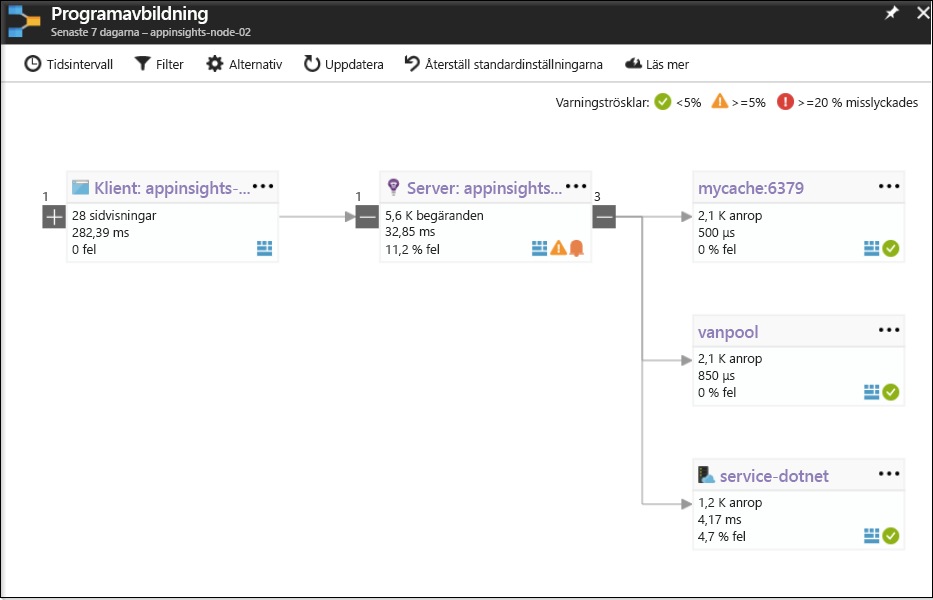 Programavbildning
Senaste 7 dagarna – appinsights-node-02
Tidsintervall Filter Alternativ Uppdatera Återställ standardinställningarna Läs mer
Varningströsklar: <5% >=5% >=20 % misslyckades
1
Klient: appinsights-...
28 sidvisningar
282,39 ms
0 fel
1
Server: appinsights...
5,6 K begäranden
32,85 ms
11,2 % fel
3
mycache:6379
2,1 K anrop
500 µs
0 % fel
vanpool
2,1 K anrop
850 µs
0 % fel
service-dotnet
1,2 K anrop
4,17 ms
4,7 % fel